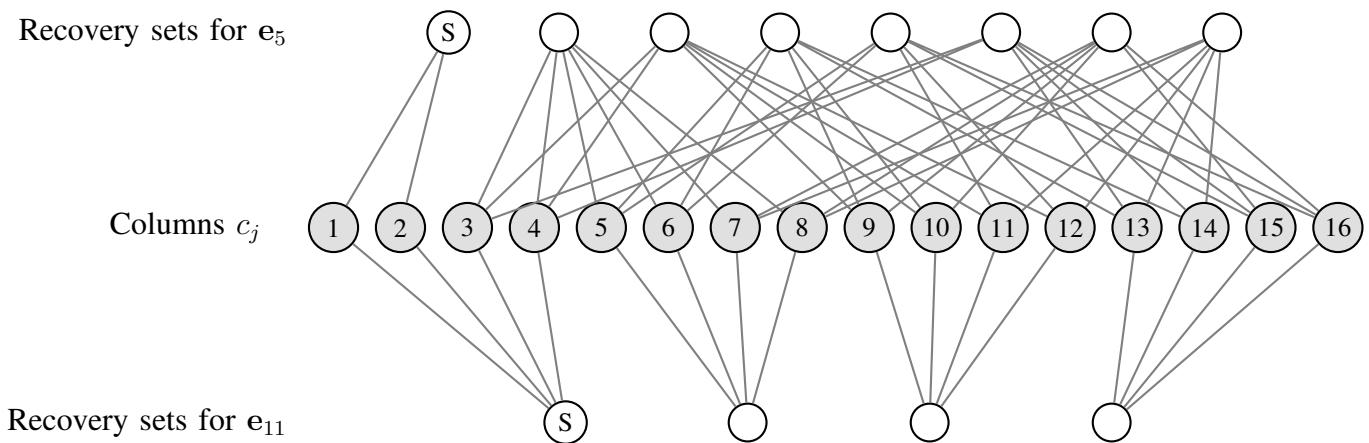 Recovery sets for e₅
S
Columns cⱼ
1 2 3 4 5 6 7 8 9 10 11 12 13 14 15 16
Recovery sets for e₁₁
S